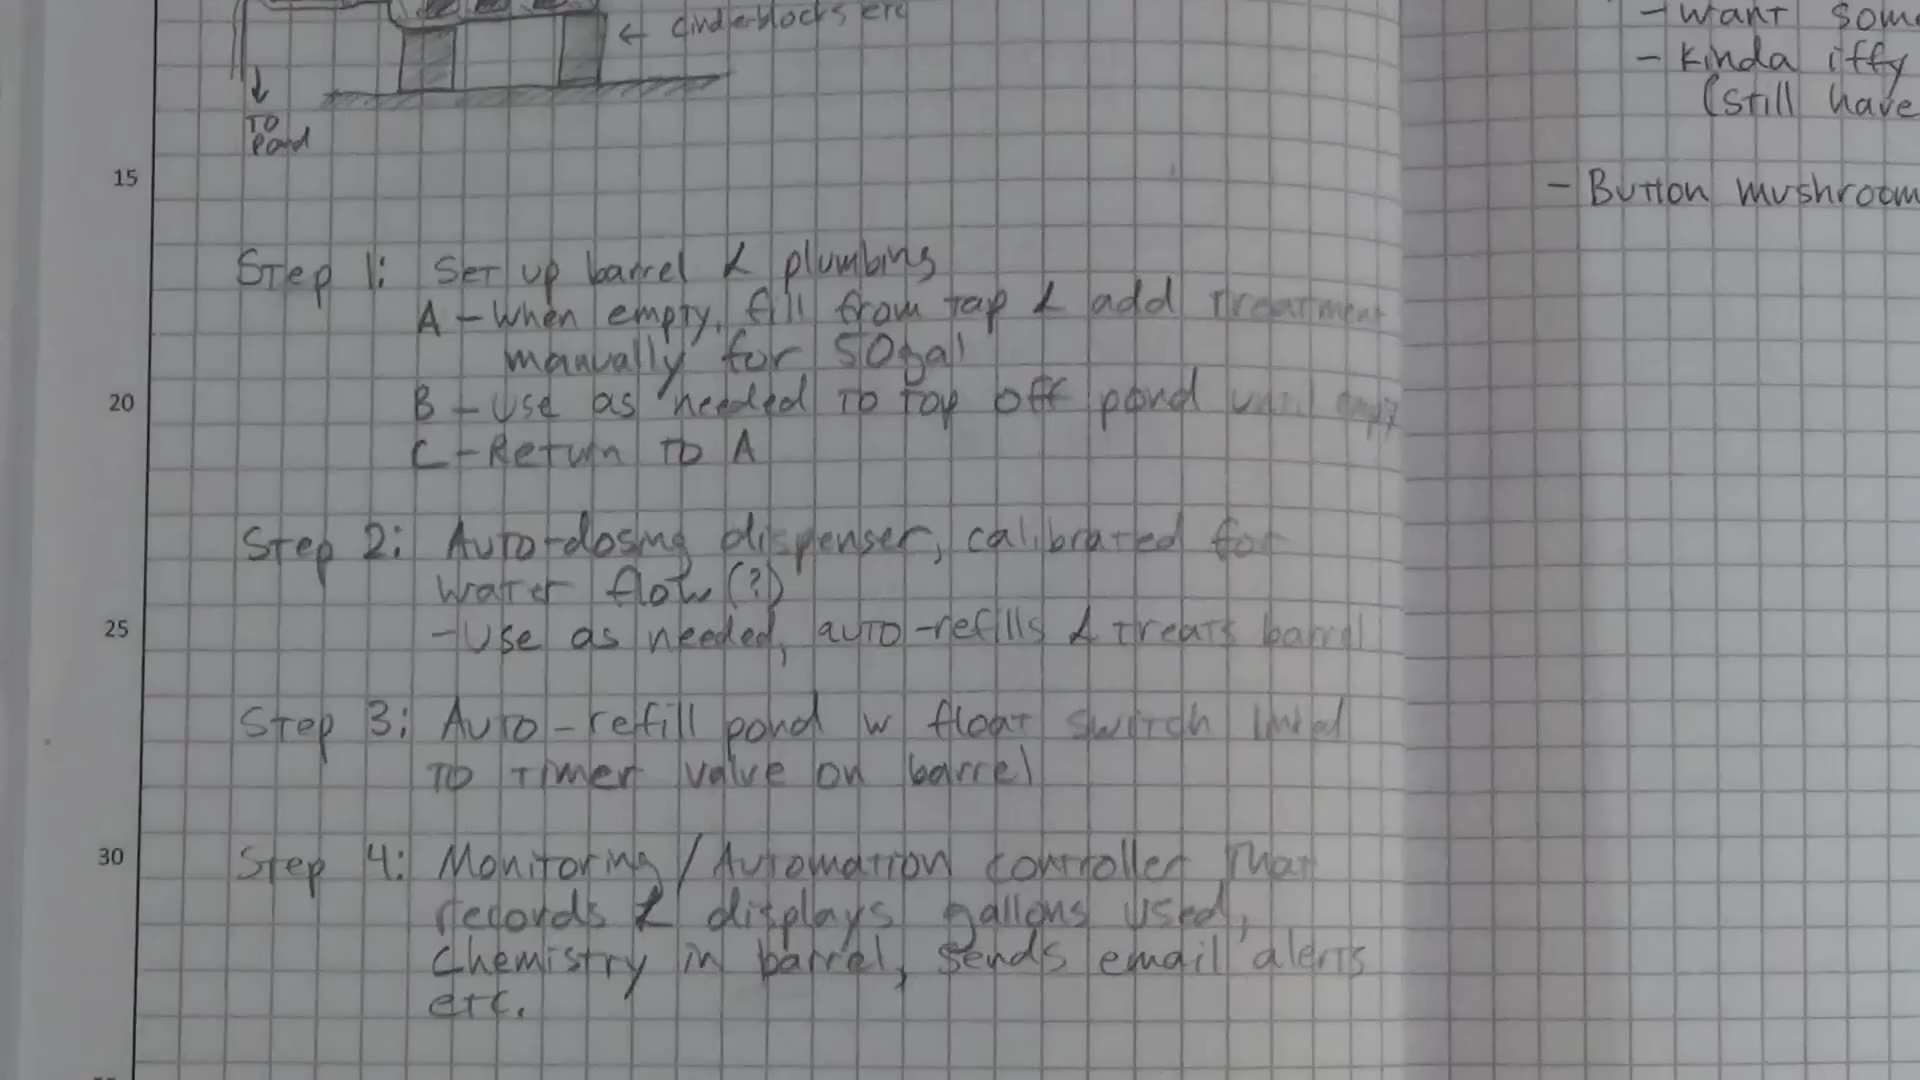 ← cinderblocks etc
TO
Pond
15
Step 1: Set up barrel & plumbing
A - When empty, fill from tap & add treatment
manually for 50gal
20
B - Use as needed to top off pond until empty
C - Return to A
Step 2: Auto-dosing dispenser, calibrated for
water flow (?)
25
- Use as needed, auto-refills & treats barrel
Step 3: Auto-refill pond w float switch
to timer valve on barrel
30
Step 4: Monitoring / Automation controller that
records & displays gallons used,
chemistry in barrel, sends email alerts
etc.
- want som
- Kinda iffy
(still have
- Button mushroom